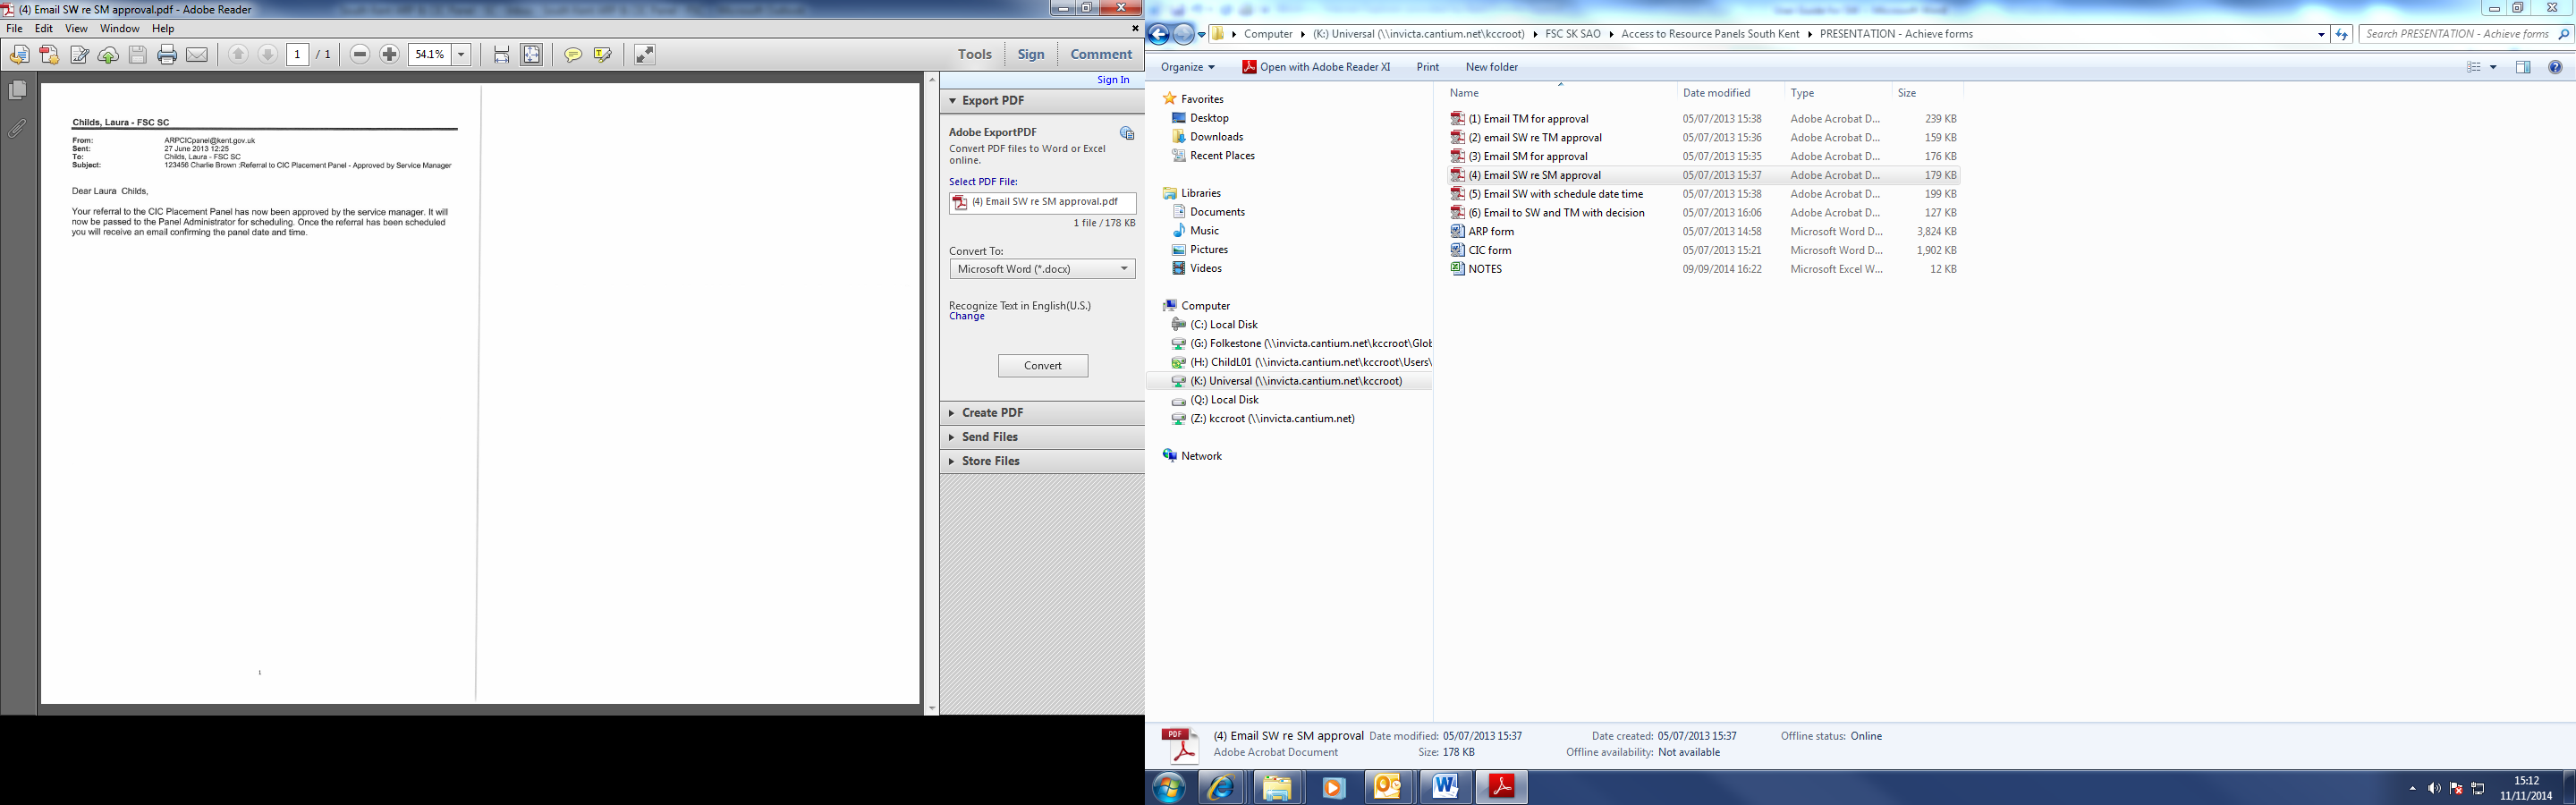 (4) Email SW re SM approval.pdf - Adobe Reader
File Edit View Window Help
1 / 1 54.1% Tools Sign Comment
Sign In
Childs, Laura - FSC SC
From: ARPCICpanel@kent.gov.uk
Sent: 27 June 2013 12:25
To: Childs, Laura - FSC SC
Subject: 123456 Charlie Brown :Referral to CIC Placement Panel - Approved by Service Manager
Dear Laura Childs,
Your referral to the CIC Placement Panel has now been approved by the service manager. It will
now be passed to the Panel Administrator for scheduling. Once the referral has been scheduled
you will receive an email confirming the panel date and time.
1
Export PDF
Adobe ExportPDF
Convert PDF files to Word or Excel
online.
Select PDF File:
(4) Email SW re SM approval.pdf
1 file / 178 KB
Convert To:
Microsoft Word (*.docx)
Recognize Text in English(U.S.)
Change
Convert
Create PDF
Send Files
Store Files
Computer (K:) Universal (\\invicta.cantium.net\kccroot) FSC SK SAO Access to Resource Panels South Kent PRESENTATION - Achieve forms Search PRESENTATION - Achieve forms
Organize Open with Adobe Reader XI Print New folder
Favorites
Desktop
Downloads
Recent Places
Libraries
Documents
Music
Pictures
Videos
Computer
(C:) Local Disk
(G:) Folkestone (\\invicta.cantium.net\kccroot\Glob
(H:) ChildL01 (\\invicta.cantium.net\kccroot\Users\
(K:) Universal (\\invicta.cantium.net\kccroot)
(Q:) Local Disk
(Z:) kccroot (\\invicta.cantium.net)
Network
Name Date modified Type Size
(1) Email TM for approval 05/07/2013 15:38 Adobe Acrobat D... 239 KB
(2) email SW re TM approval 05/07/2013 15:36 Adobe Acrobat D... 159 KB
(3) Email SM for approval 05/07/2013 15:35 Adobe Acrobat D... 176 KB
(4) Email SW re SM approval 05/07/2013 15:37 Adobe Acrobat D... 179 KB
(5) Email SW with schedule date time 05/07/2013 15:38 Adobe Acrobat D... 199 KB
(6) Email to SW and TM with decision 05/07/2013 16:06 Adobe Acrobat D... 127 KB
ARP form 05/07/2013 14:58 Microsoft Word D... 3,824 KB
CIC form 05/07/2013 15:21 Microsoft Word D... 1,902 KB
NOTES 09/09/2014 16:22 Microsoft Excel W... 12 KB
PDF
(4) Email SW re SM approval Date modified: 05/07/2013 15:37 Date created: 05/07/2013 15:37 Offline status: Online
Adobe Acrobat Document Size: 178 KB Offline availability: Not available
15:12
11/11/2014